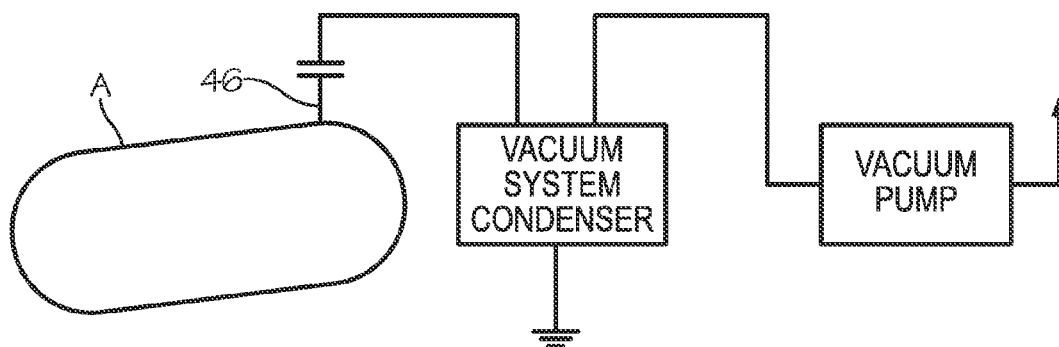 A
46
VACUUM
SYSTEM
CONDENSER
VACUUM
PUMP